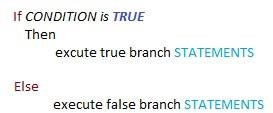 If CONDITION is TRUE
Then
excute true branch STATEMENTS
Else
execute false branch STATEMENTS